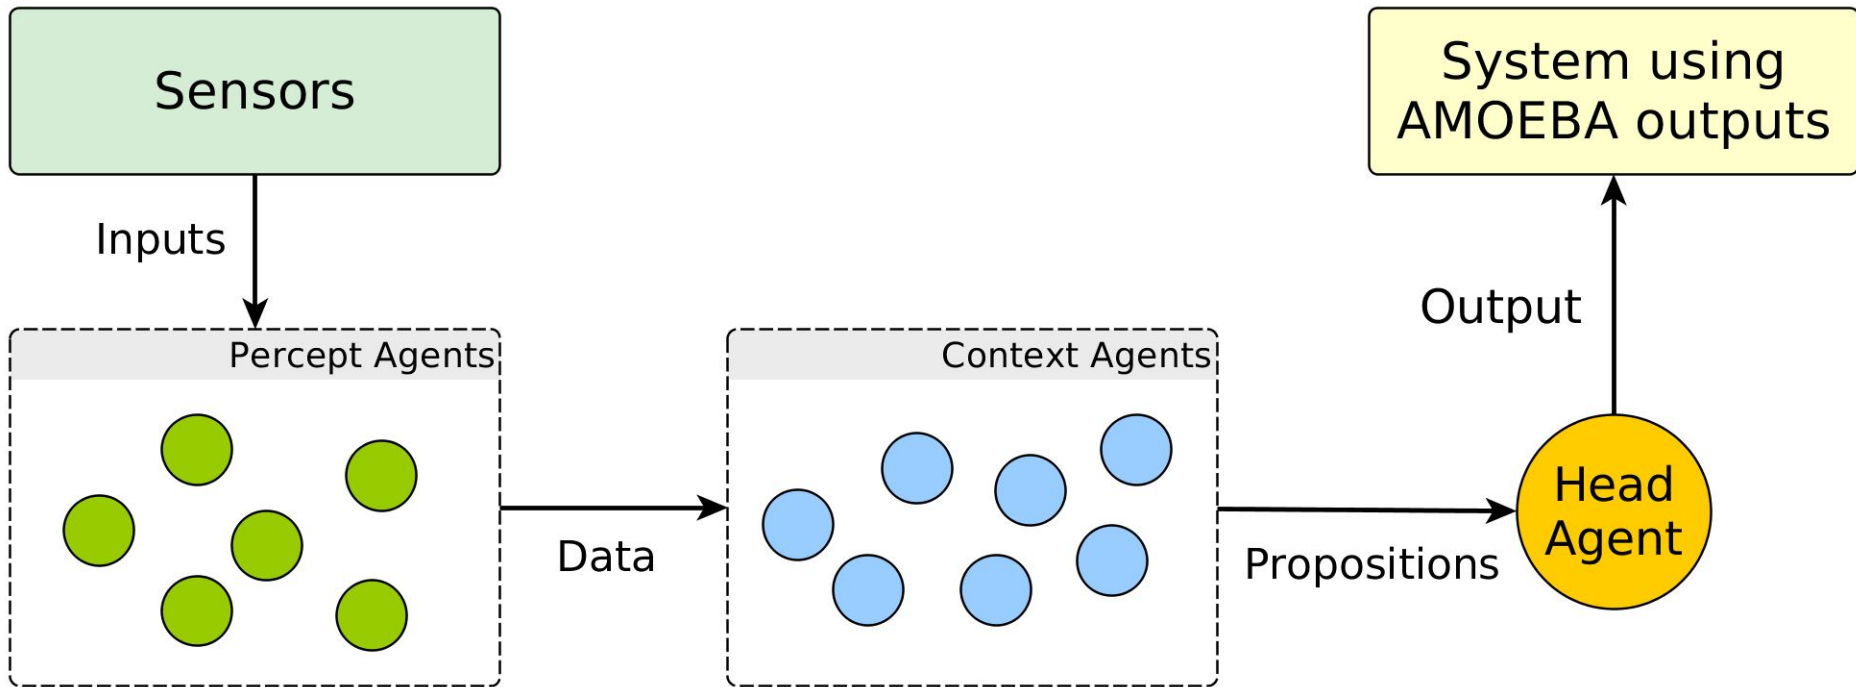 Sensors
System using
AMOEBA outputs
Inputs
Output
Percept Agents
Context Agents
Data
Propositions
Head
Agent